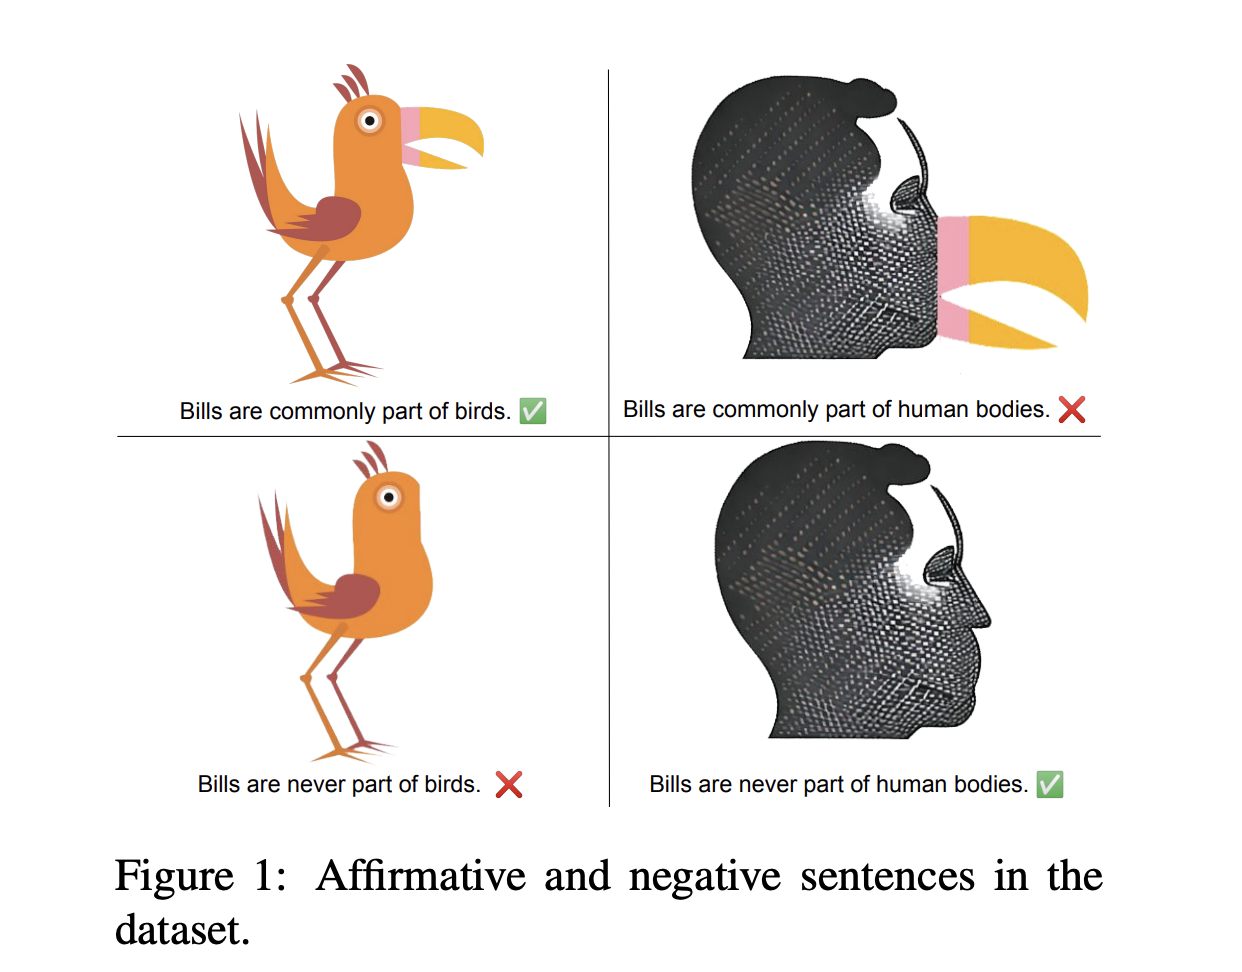 Bills are commonly part of birds. ✅
Bills are commonly part of human bodies. ❌
Bills are never part of birds. ❌
Bills are never part of human bodies. ✅
Figure 1: Affirmative and negative sentences in the
dataset.